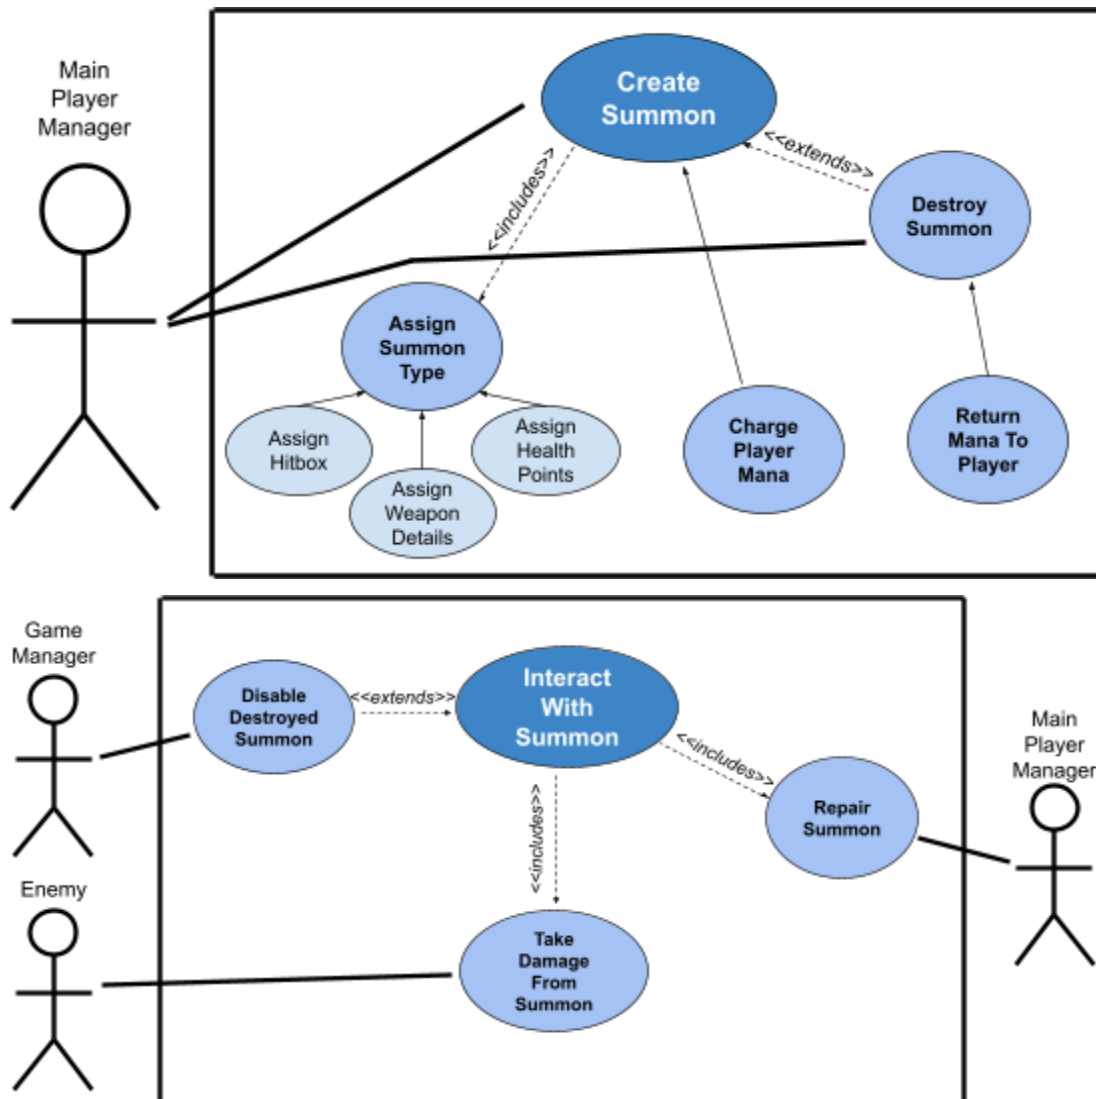 Main
Player
Manager
Create
Summon
<<extends>>
<<includes>>
Destroy
Summon
Assign
Summon
Type
Assign
Hitbox
Assign
Weapon
Details
Assign
Health
Points
Charge
Player
Mana
Return
Mana To
Player
Game
Manager
Disable
Destroyed
Summon
<<extends>>
Interact
With
Summon
<<includes>>
<<includes>>
Repair
Summon
Main
Player
Manager
Enemy
Take
Damage
From
Summon